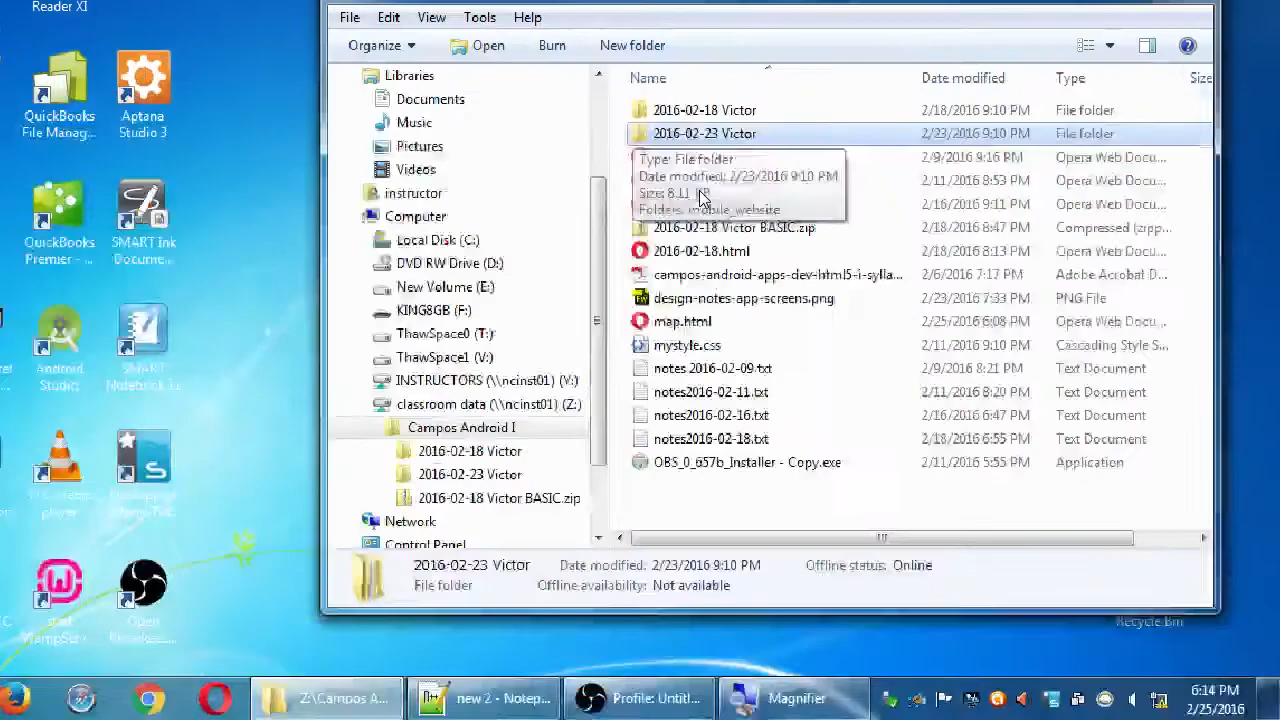 Reader XI
QuickBooks
File Manag...
Aptana
Studio 3
QuickBooks
Premier - ...
SMART Ink
Docume...
Android
Studio
SMART
Notebook 11
player
start
WampServ...
Open
Broadcas...
File Edit View Tools Help
Organize Open Burn New folder
Libraries
Documents
Music
Pictures
Videos
instructor
Computer
Local Disk (C:)
DVD RW Drive (D:)
New Volume (E:)
KING8GB (F:)
ThawSpace0 (T:)
ThawSpace1 (V:)
INSTRUCTORS (\\ncinst01) (V:)
classroom data (\\ncinst01) (Z:)
Campos Android I
2016-02-18 Victor
2016-02-23 Victor
2016-02-18 Victor BASIC.zip
Network
Control Panel
Name Date modified Type Size
2016-02-18 Victor 2/18/2016 9:10 PM File folder
2016-02-23 Victor 2/23/2016 9:10 PM File folder
2/9/2016 9:16 PM Opera Web Docu...
2/11/2016 8:53 PM Opera Web Docu...
2/16/2016 9:11 PM Opera Web Docu...
Type: File folder
Date modified: 2/23/2016 9:10 PM
Size: 8.11
Folders: mobile_website
2016-02-18 Victor BASIC.zip 2/18/2016 8:47 PM Compressed (zipp...
2016-02-18.html 2/18/2016 8:13 PM Opera Web Docu...
campos-android-apps-dev-html5-i-sylla... 2/6/2016 7:17 PM Adobe Acrobat D...
design-notes-app-screens.png 2/23/2016 7:33 PM PNG File
map.html 2/25/2016 6:08 PM Opera Web Docu...
mystyle.css 2/11/2016 9:10 PM Cascading Style S...
notes 2016-02-09.txt 2/9/2016 8:21 PM Text Document
notes2016-02-11.txt 2/11/2016 8:20 PM Text Document
notes2016-02-16.txt 2/16/2016 6:47 PM Text Document
notes2016-02-18.txt 2/18/2016 6:55 PM Text Document
OBS_0_657b_Installer - Copy.exe 2/11/2016 5:55 PM Application
2016-02-23 Victor Date modified: 2/23/2016 9:10 PM Offline status: Online
File folder Offline availability: Not available
Recycle Bin
Z:\Campos A... new 2 - Notep... Profile: Untitl... Magnifier
6:14 PM
2/25/2016